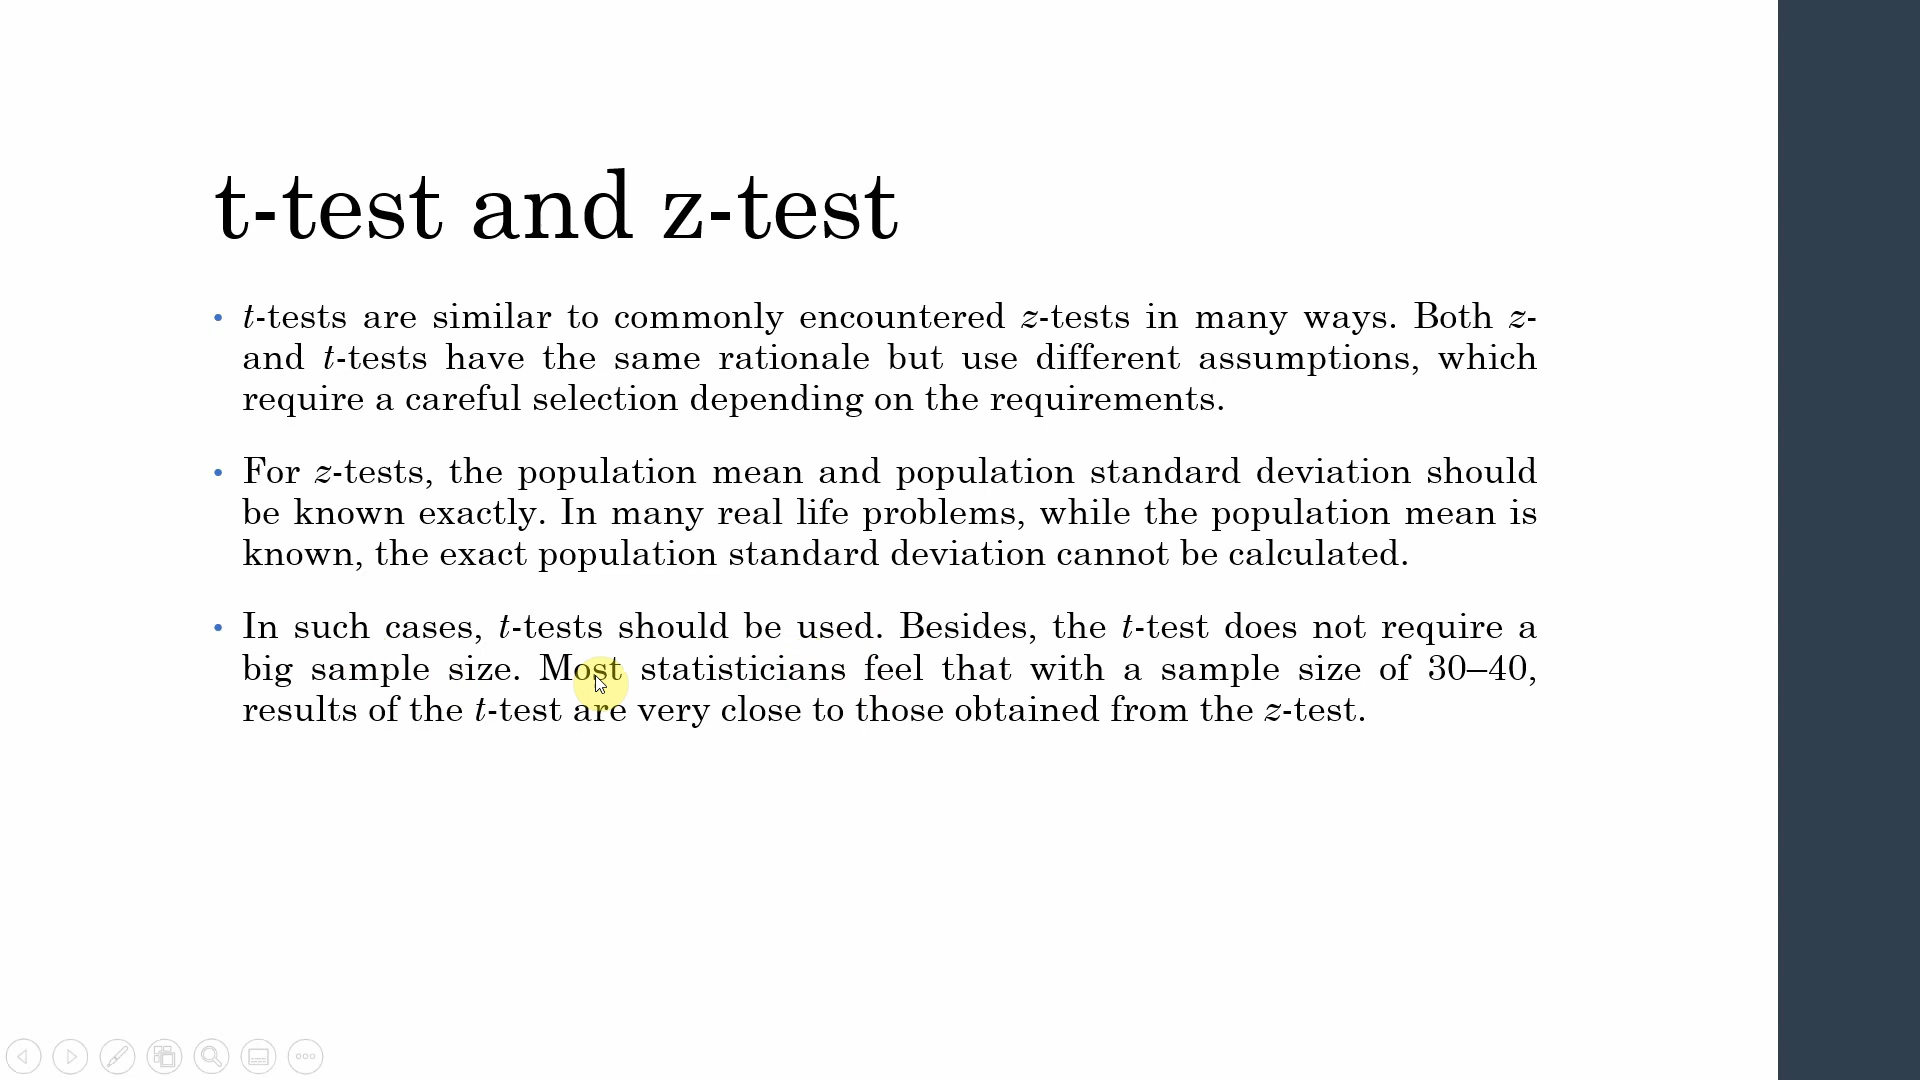 t-test and z-test
• t-tests are similar to commonly encountered z-tests in many ways. Both z-
and t-tests have the same rationale but use different assumptions, which
require a careful selection depending on the requirements.
• For z-tests, the population mean and population standard deviation should
be known exactly. In many real life problems, while the population mean is
known, the exact population standard deviation cannot be calculated.
• In such cases, t-tests should be used. Besides, the t-test does not require a
big sample size. Most statisticians feel that with a sample size of 30–40,
results of the t-test are very close to those obtained from the z-test.